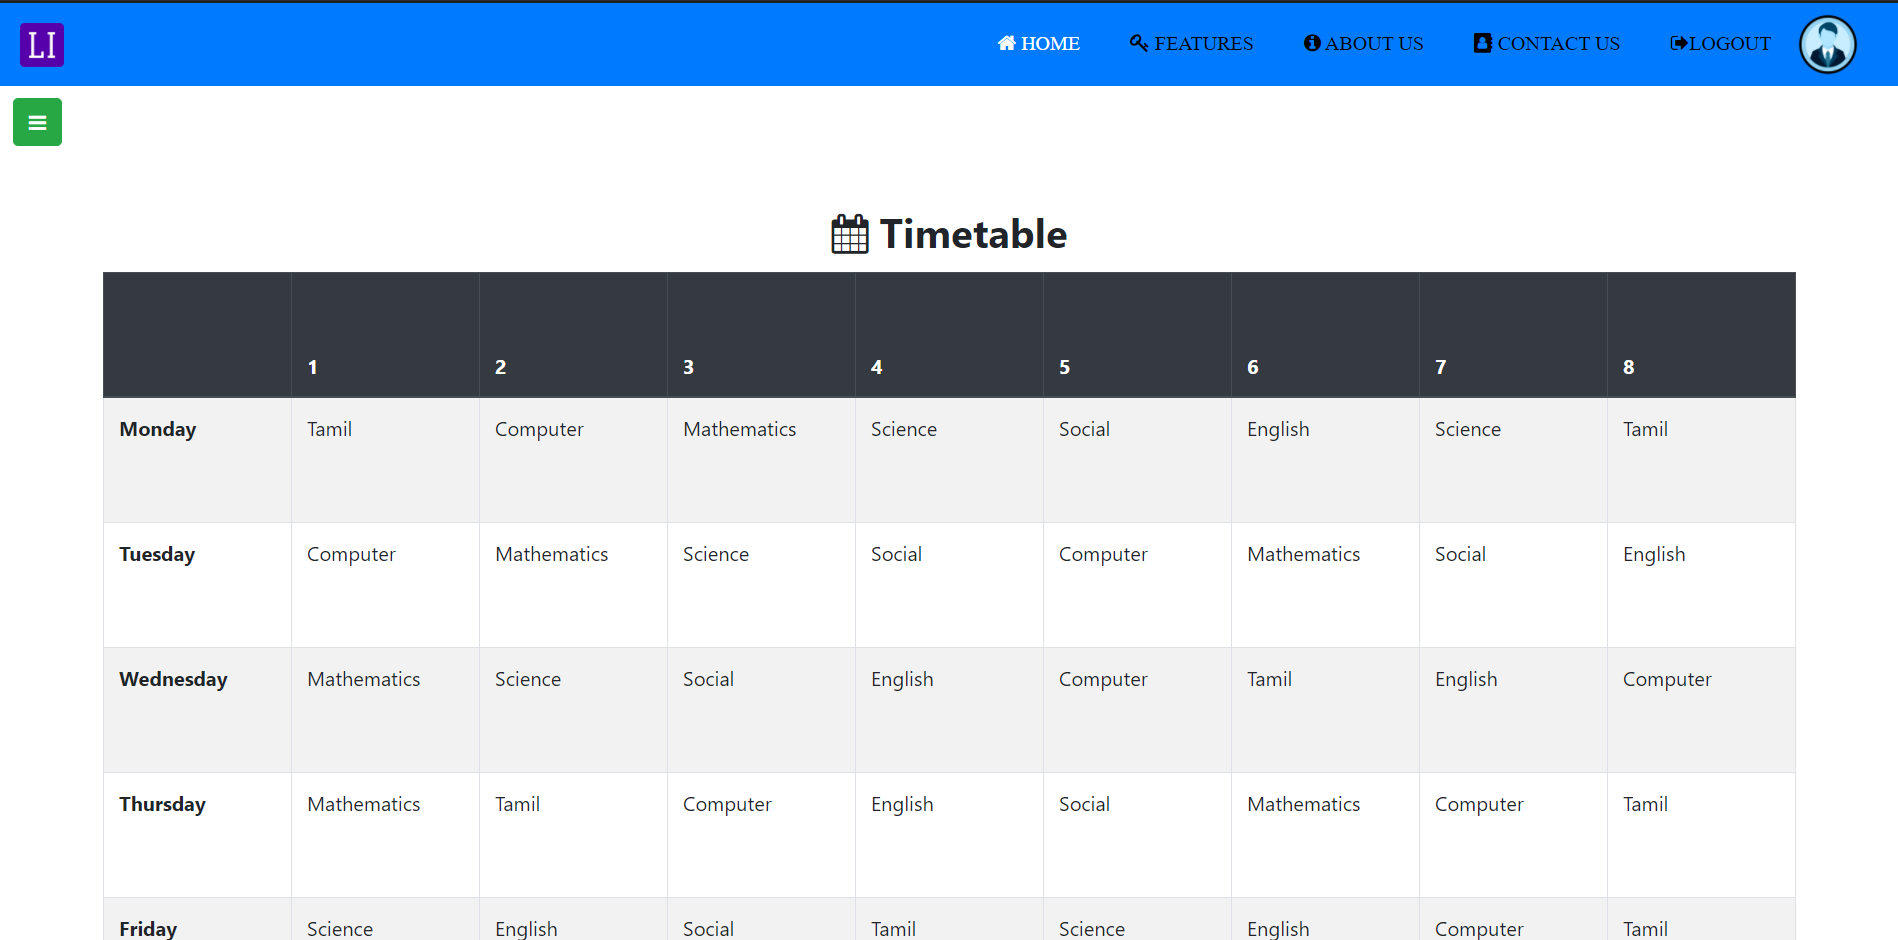 LI HOME FEATURES ABOUT US CONTACT US LOGOUT
Timetable
1 2 3 4 5 6 7 8
Monday Tamil Computer Mathematics Science Social English Science Tamil
Tuesday Computer Mathematics Science Social Computer Mathematics Social English
Wednesday Mathematics Science Social English Computer Tamil English Computer
Thursday Mathematics Tamil Computer English Social Mathematics Computer Tamil
Friday Science English Social Tamil Science English Computer Tamil